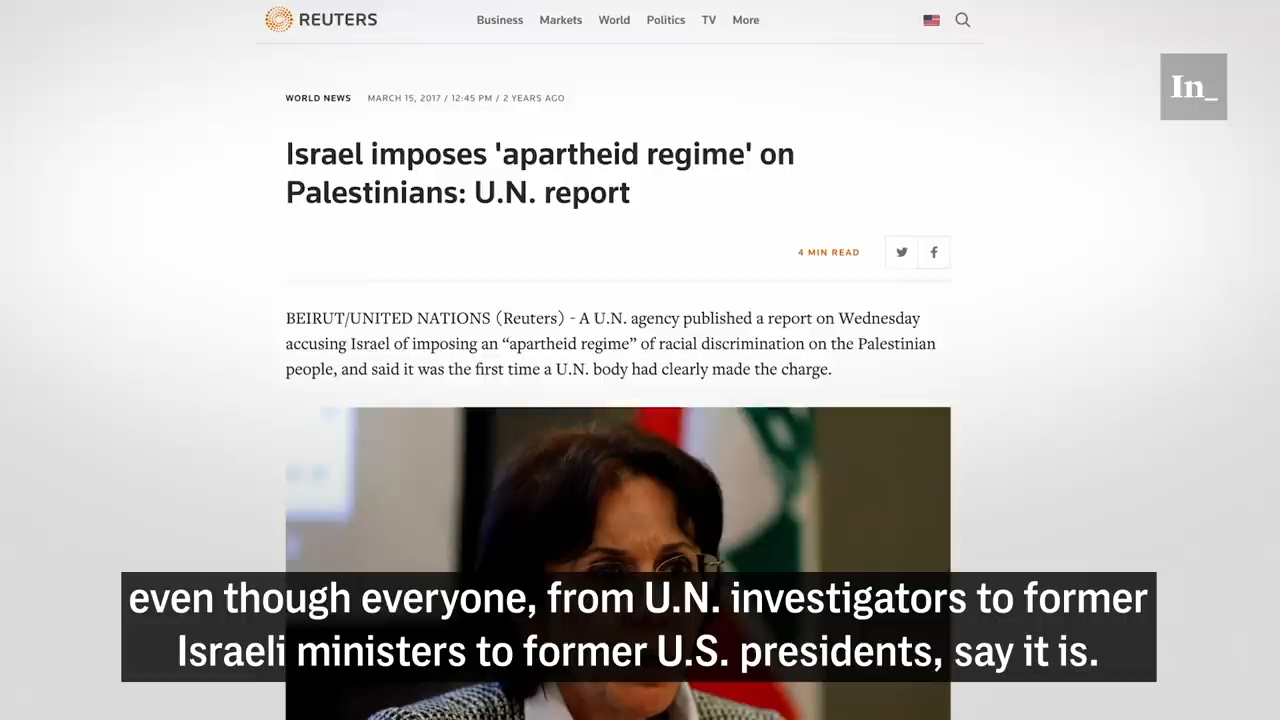 REUTERS
Business Markets World Politics TV More
In_
WORLD NEWS MARCH 15, 2017 / 12:45 PM / 2 YEARS AGO
Israel imposes 'apartheid regime' on
Palestinians: U.N. report
4 MIN READ
BEIRUT/UNITED NATIONS (Reuters) - A U.N. agency published a report on Wednesday
accusing Israel of imposing an “apartheid regime” of racial discrimination on the Palestinian
people, and said it was the first time a U.N. body had clearly made the charge.
even though everyone, from U.N. investigators to former
Israeli ministers to former U.S. presidents, say it is.